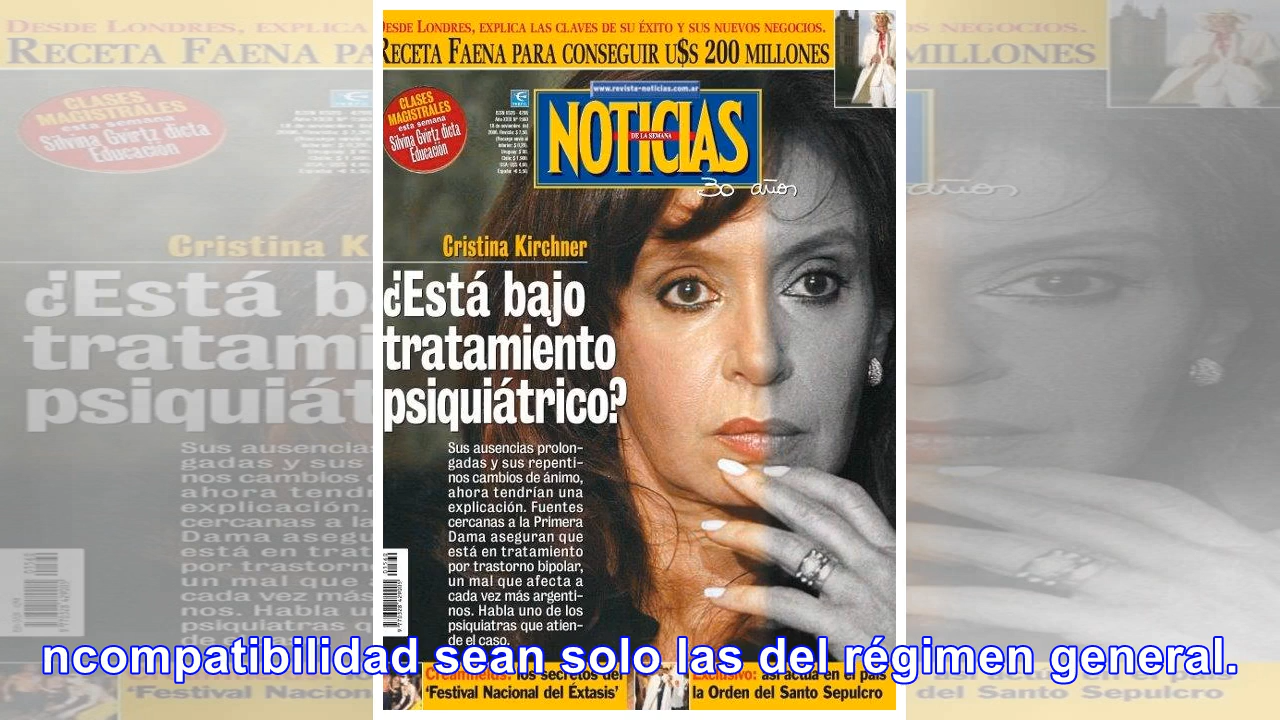 DESDE LONDRES, EXPLICA LAS CLAVES DE SU ÉXITO Y SUS NUEVOS NEGOCIOS.
RECETA FAENA PARA CONSEGUIR U$S 200 MILLONES
www.revista-noticias.com.ar
CLASES
MAGISTRALES
esta semana
Silvina Gvirtz dicta
Educación
NOTICIAS
DE LA SEMANA
30 años
Cristina Kirchner
¿Está bajo
tratamiento
psiquiátrico?
Sus ausencias prolon-
gadas y sus repenti-
nos cambios de ánimo,
ahora tendrían una
explicación. Fuentes
cercanas a la Primera
Dama aseguran que
está en tratamiento
por trastorno bipolar,
un mal que afecta a
cada vez más argenti-
nos. Habla uno de los
psiquiatras que atien-
de el caso.
ncompatibilidad sean solo las del régimen general.
Creamfields: los secretos del
'Festival Nacional del Éxtasis'
Exclusivo: así actúa en el país
la Orden del Santo Sepulcro